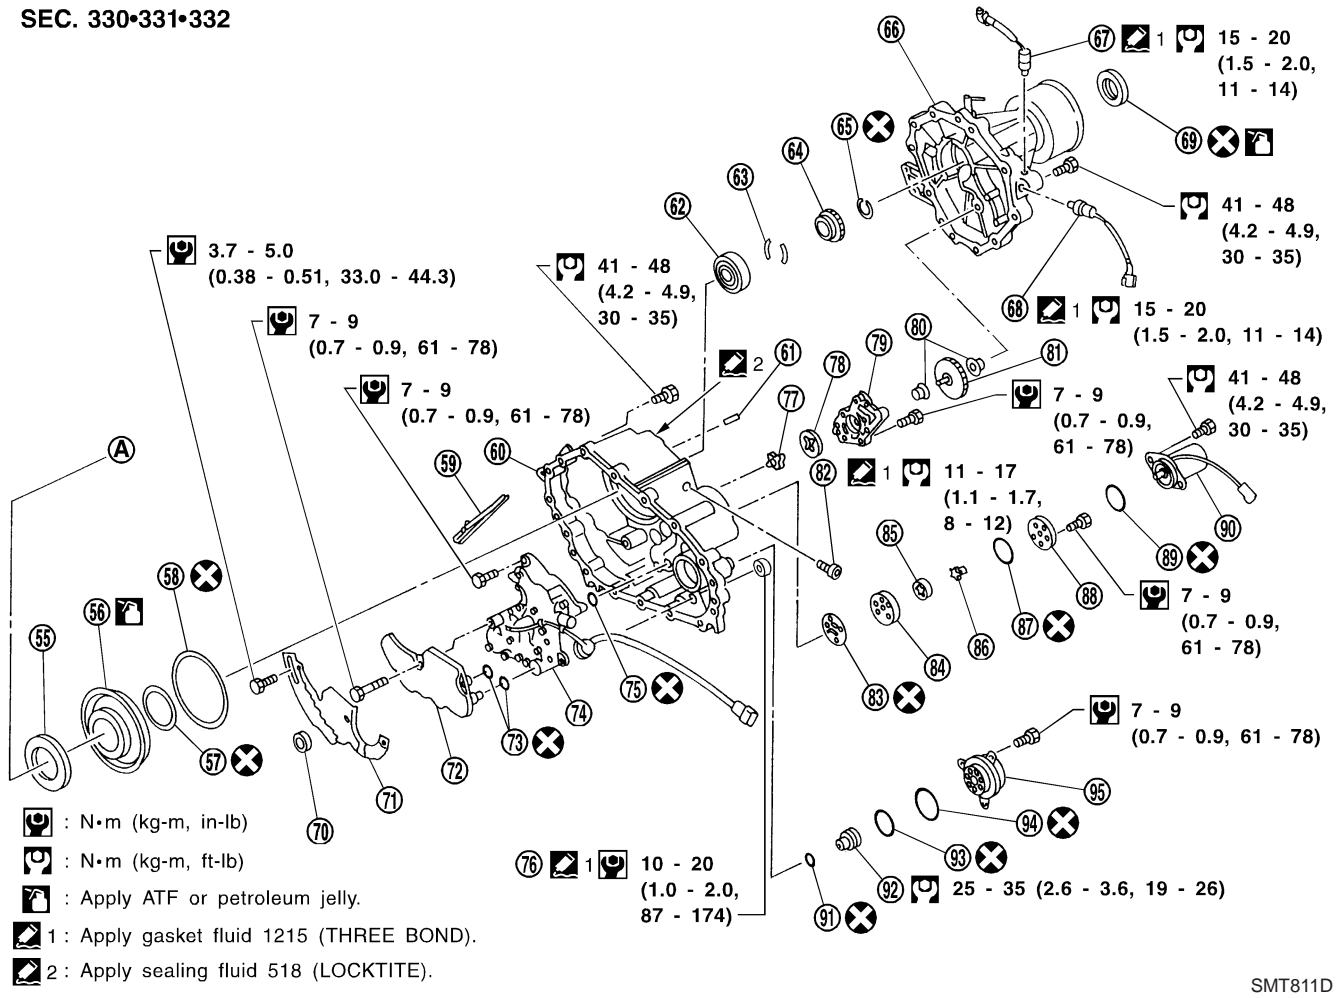 SEC. 330•331•332
66
67
1
15 - 20
(1.5 - 2.0,
11 - 14)
65
69
64
63
62
41 - 48
(4.2 - 4.9,
30 - 35)
3.7 - 5.0
(0.38 - 0.51, 33.0 - 44.3)
41 - 48
(4.2 - 4.9,
30 - 35)
7 - 9
(0.7 - 0.9, 61 - 78)
68
1
15 - 20
(1.5 - 2.0, 11 - 14)
7 - 9
(0.7 - 0.9, 61 - 78)
2
61
78
79
80
81
77
7 - 9
(0.7 - 0.9,
61 - 78)
41 - 48
(4.2 - 4.9,
30 - 35)
A
59
60
82
1
11 - 17
(1.1 - 1.7,
8 - 12)
85
89
90
58
56
55
86
87
88
7 - 9
(0.7 - 0.9,
61 - 78)
84
83
75
74
73
72
57
71
70
7 - 9
(0.7 - 0.9, 61 - 78)
95
94
93
92
25 - 35 (2.6 - 3.6, 19 - 26)
91
76
1
10 - 20
(1.0 - 2.0,
87 - 174)
: N•m (kg-m, in-lb)
: N•m (kg-m, ft-lb)
: Apply ATF or petroleum jelly.
1 : Apply gasket fluid 1215 (THREE BOND).
2 : Apply sealing fluid 518 (LOCKTITE).
SMT811D